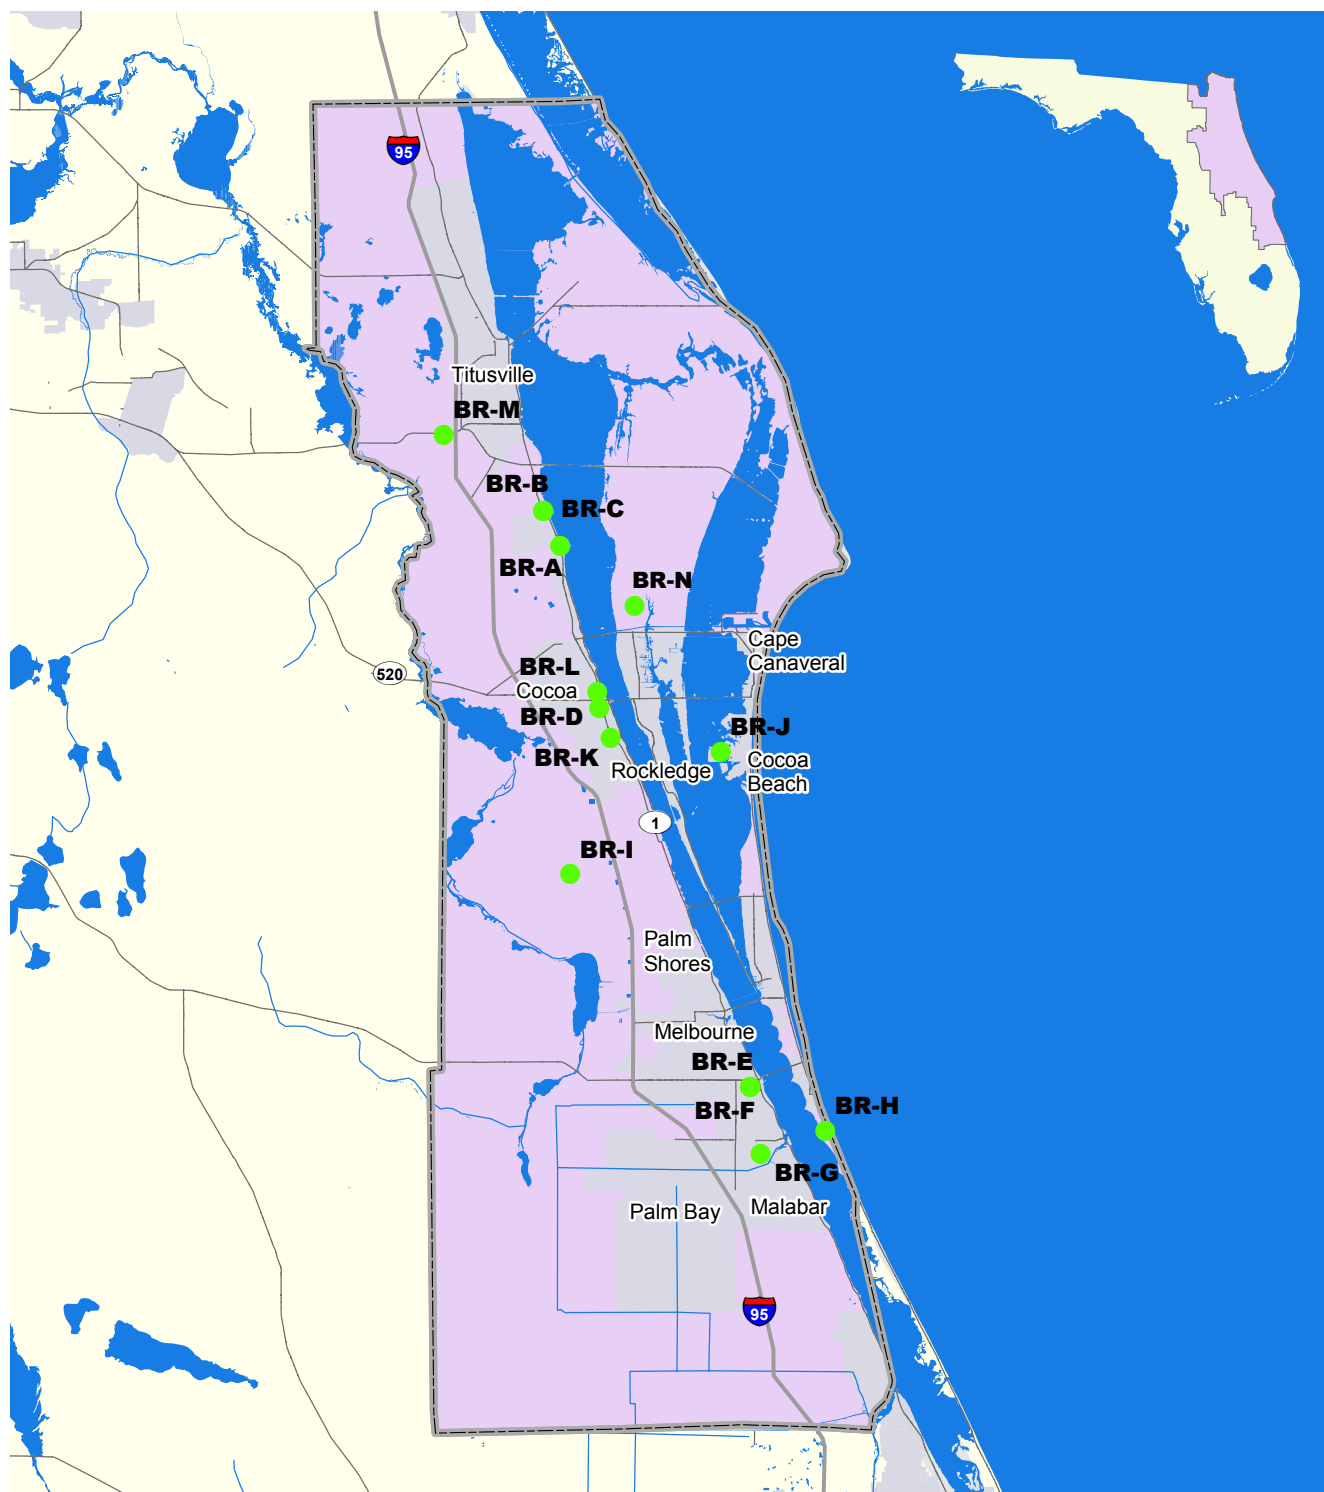 95
Titusville
BR-M
BR-B
BR-C
BR-A
BR-N
Cape
Canaveral
BR-L
520
Cocoa
BR-D
BR-J
BR-K
Cocoa
Beach
Rockledge
1
BR-I
Palm
Shores
Melbourne
BR-E
BR-F
BR-H
BR-G
Malabar
Palm Bay
95